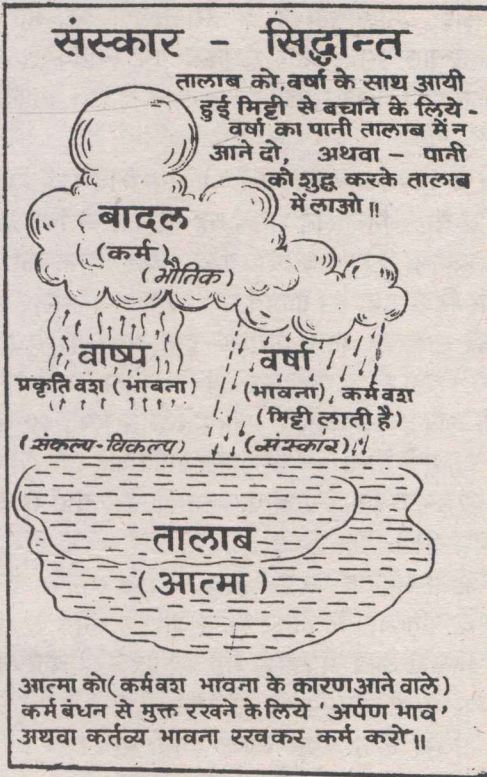 संस्कार - सिद्धान्त
तालाब को, वर्षा के साथ आयी
हुई मिट्टी से बचाने के लिये -
वर्षा का पानी तालाब में न
आने दो, अथवा - पानी
को शुद्ध करके तालाब
में लाओ॥
बादल
(कर्म)
(भौतिक)
वाष्प
प्रकृति वश (भावना)
(संकल्प-विकल्प)
वर्षा
(भावना), कर्मवश
(मिट्टी लाती है)
(संस्कार)
तालाब
(आत्मा)
आत्मा को (कर्मवश भावना के कारण आने वाले)
कर्म बंधन से मुक्त रखने के लिये 'अर्पण भाव'
अथवा कर्तव्य भावना रखकर कर्म करो॥